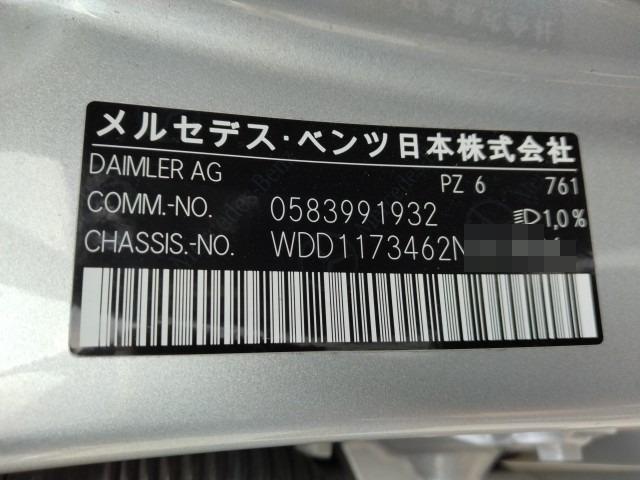 メルセデス・ベンツ日本株式会社
DAIMLER AG PZ 6 761
COMM.-NO. 0583991932 1,0%
CHASSIS.-NO. WDD1173462N